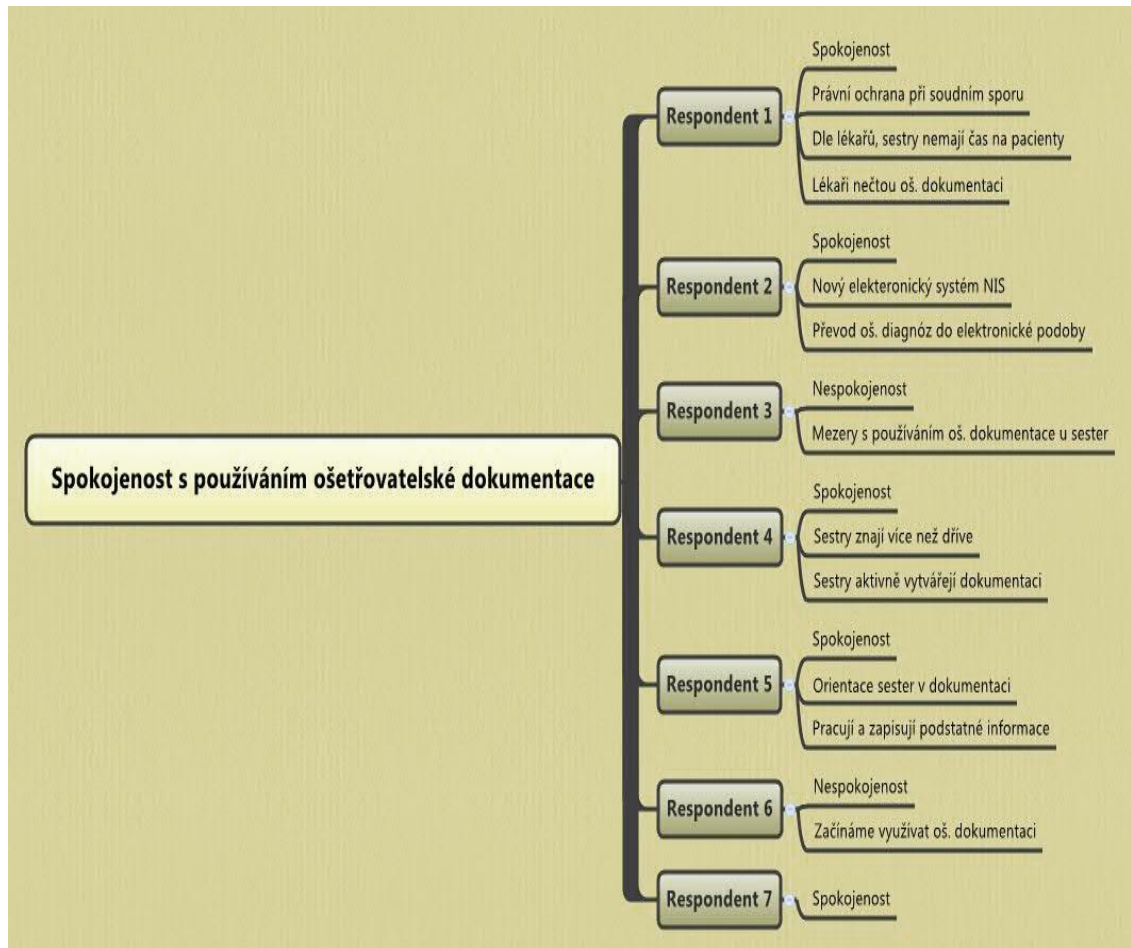 Spokojenost s používáním ošetřovatelské dokumentace
Respondent 1
Spokojenost
Právní ochrana při soudním sporu
Dle lékařů, sestry nemají čas na pacienty
Lékaři nečtou oš. dokumentaci
Respondent 2
Spokojenost
Nový elekteronický systém NIS
Převod oš. diagnóz do elektronické podoby
Respondent 3
Nespokojenost
Mezery s používáním oš. dokumentace u sester
Respondent 4
Spokojenost
Sestry znají více než dříve
Sestry aktivně vytvářejí dokumentaci
Respondent 5
Spokojenost
Orientace sester v dokumentaci
Pracují a zapisují podstatné informace
Respondent 6
Nespokojenost
Začínáme využívat oš. dokumentaci
Respondent 7
Spokojenost